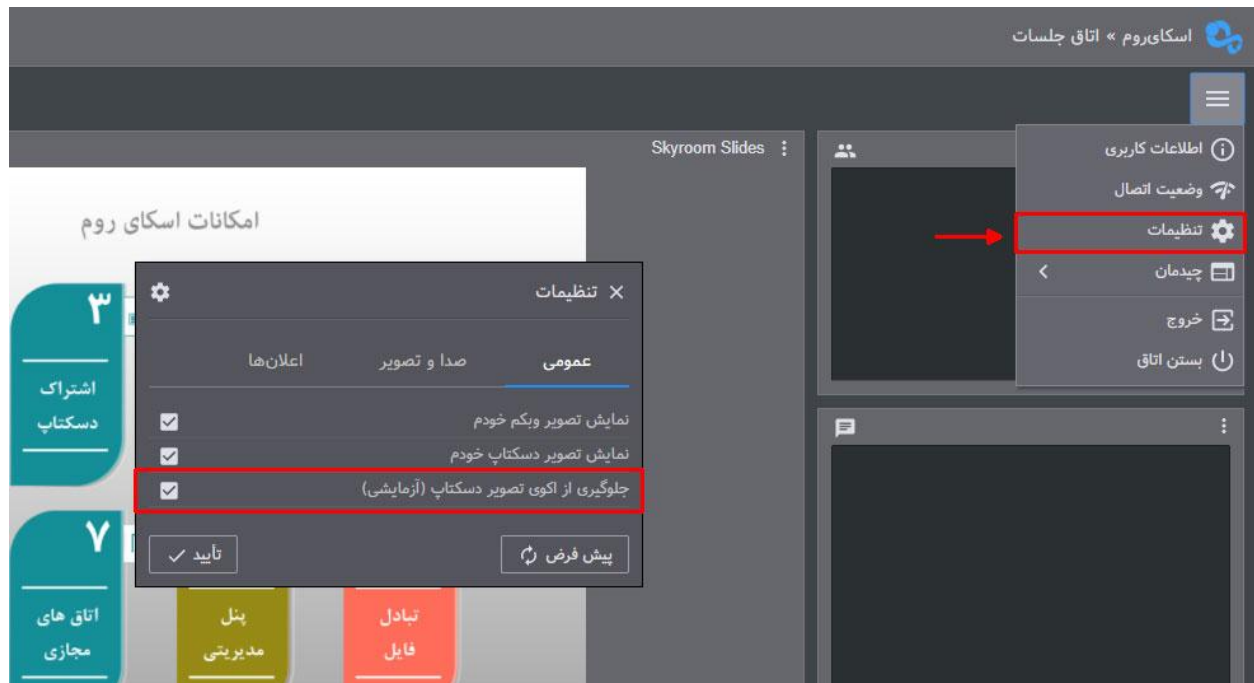 اسکای‌روم » اتاق جلسات
اطلاعات کاربری
وضعیت اتصال
تنظیمات
چیدمان
خروج
بستن اتاق
Skyroom Slides
امکانات اسکای روم
تنظیمات
عمومی صدا و تصویر اعلان‌ها
نمایش تصویر وبکم خودم
نمایش تصویر دسکتاپ خودم
جلوگیری از اکوی تصویر دسکتاپ (آزمایشی)
پیش فرض تأیید
۳
اشتراک
دسکتاپ
تبادل
فایل
پنل
مدیریتی
۷
اتاق های
مجازی